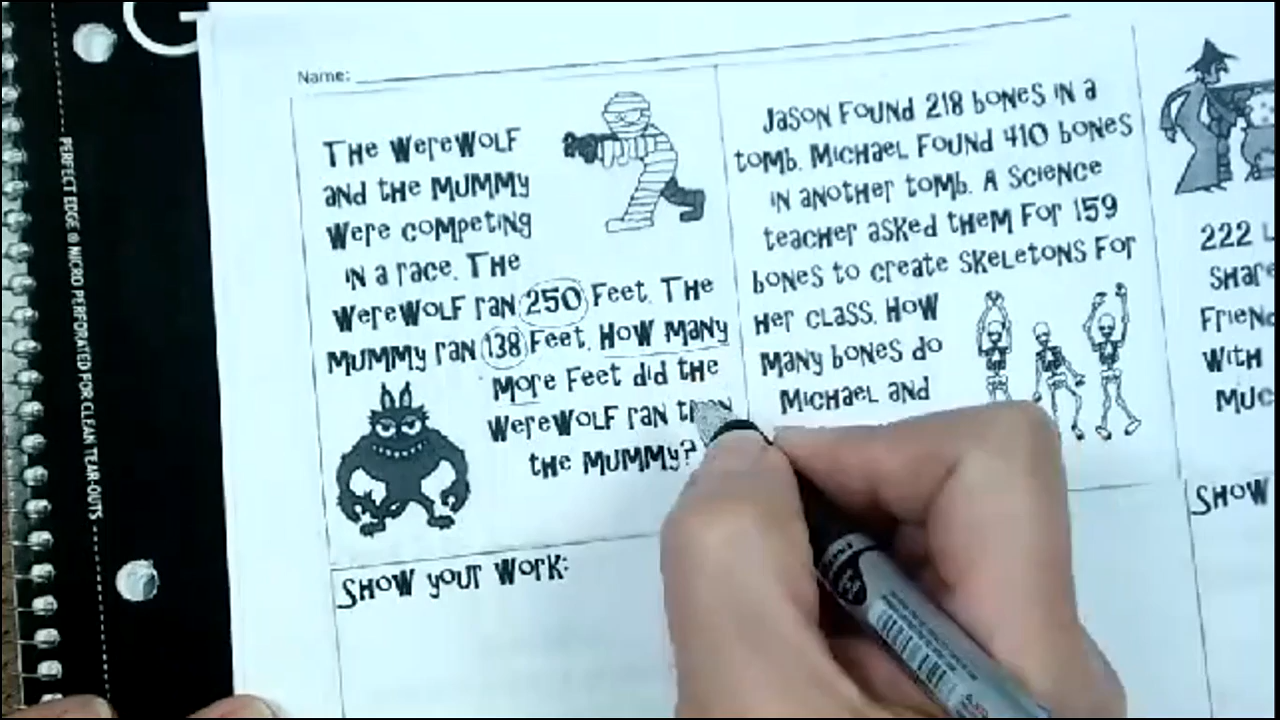 G
PERFECT EDGE ® MICRO PERFORATED FOR CLEAN TEAR-OUTS
Name:
THe WereWOLF
and tHe MUMMy
Were competing
in a race. THe
WereWOLF ran 250 Feet. THe
MUMMy ran 138 Feet. HoW Many
More Feet did tHe
WereWOLF ran
tHe MUMMy?
SHOW yOUr WOrK:
Jason Found 218 bones in a
tomb. MicHaeL Found 410 bones
in anotHer tomb. A Science
teacHer asKed tHeM For 159
bones to create SKeLetons For
Her cLass. HoW
Many bones do
MicHaeL and
222
SHare
WitH
SHOW